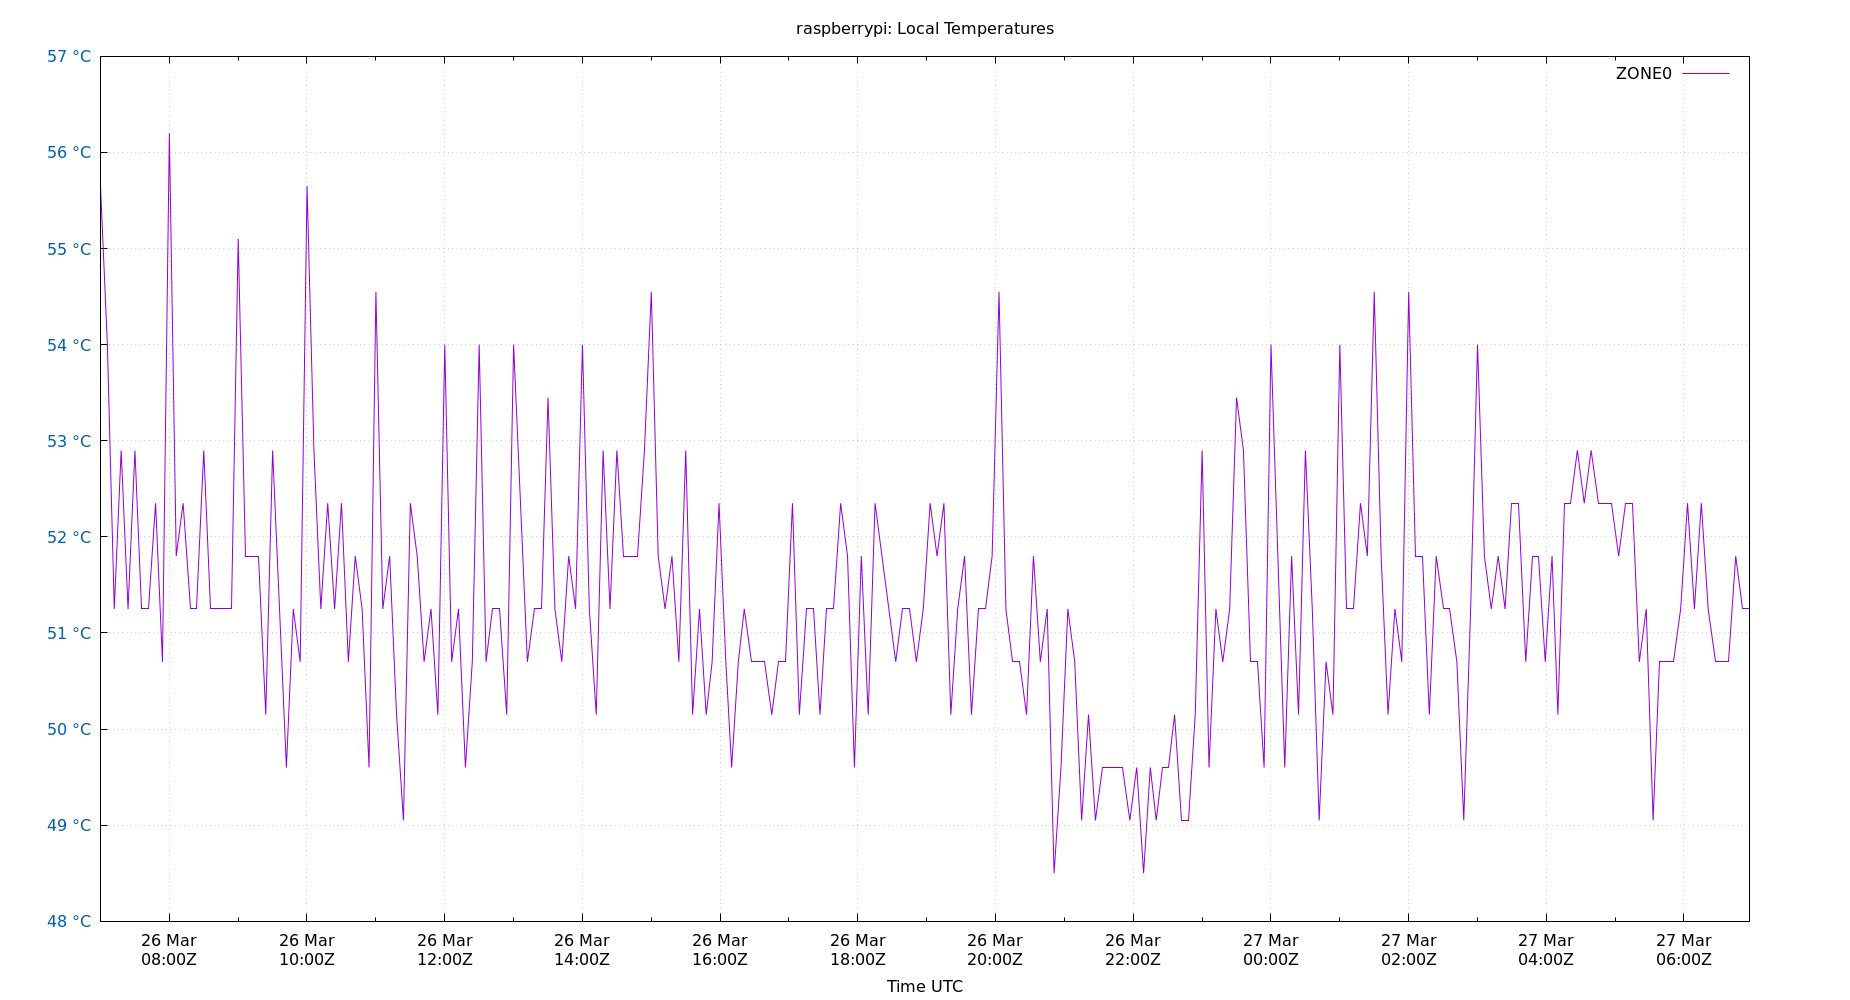 raspberrypi: Local Temperatures
57 °C
ZONE0
56 °C
55 °C
54 °C
53 °C
52 °C
51 °C
50 °C
49 °C
48 °C
26 Mar 26 Mar 26 Mar 26 Mar 26 Mar 26 Mar 26 Mar 26 Mar 27 Mar 27 Mar 27 Mar 27 Mar
08:00Z 10:00Z 12:00Z 14:00Z 16:00Z 18:00Z 20:00Z 22:00Z 00:00Z 02:00Z 04:00Z 06:00Z
Time UTC